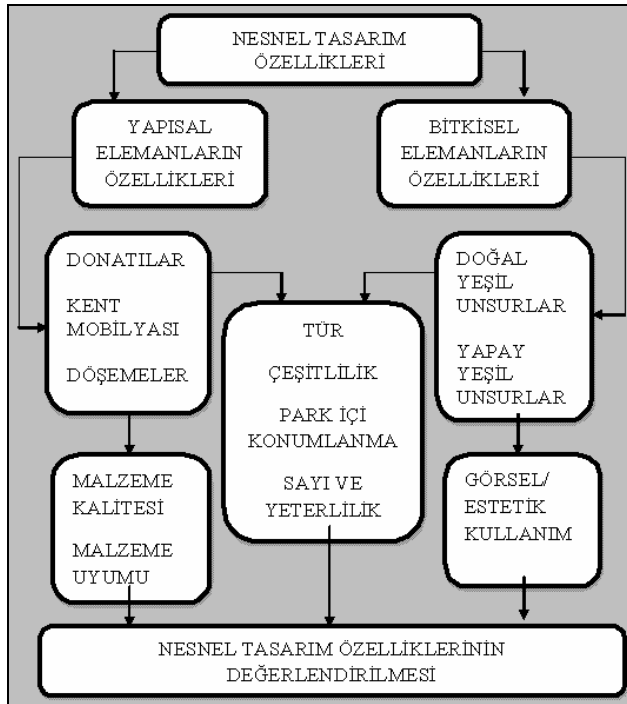 NESNEL TASARIM
ÖZELLİKLERİ
YAPISAL
ELEMANLARIN
ÖZELLİKLERİ
BİTKİSEL
ELEMANLARIN
ÖZELLİKLERİ
DONATILAR
KENT
MOBİLYASI
DÖŞEMELER
TÜR
ÇEŞİTLİLİK
PARK İÇİ
KONUMLANMA
SAYI VE
YETERLİLİK
DOĞAL
YEŞİL
UNSURLAR
YAPAY
YEŞİL
UNSURLAR
MALZEME
KALİTESİ
MALZEME
UYUMU
GÖRSEL/
ESTETİK
KULLANIM
NESNEL TASARIM ÖZELLİKLERİNİN
DEĞERLENDİRİLMESİ